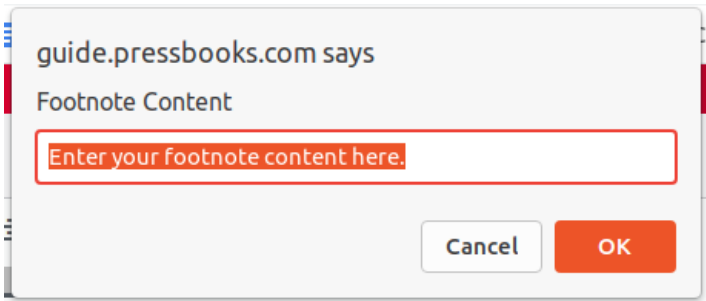 guide.pressbooks.com says
Footnote Content
Enter your footnote content here.
Cancel OK